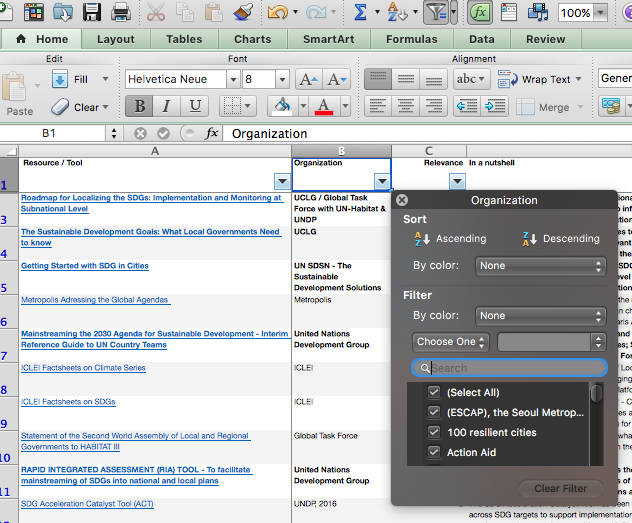 100%
Home Layout Tables Charts SmartArt Formulas Data Review
Edit Font Alignment
Fill Helvetica Neue 8 A A abc Wrap Text Gener
Paste Clear B I U A Merge
B1 fx Organization
A B C
1 Resource / Tool Organization Relevance In a nutshell
3 Roadmap for Localizing the SDGs: Implementation and Monitoring at
Subnational Level
UCLG / Global Task
Force with UN-Habitat &
UNDP
4 The Sustainable Development Goals: What Local Governments Need
to know
UCLG
5 Getting Started with SDG in Cities
UN SDSN - The
Sustainable
Development Solutions
6 Metropolis Adressing the Global Agendas
Metropolis
7 Mainstreaming the 2030 Agenda for Sustainable Development - Interim
Reference Guide to UN Country Teams
United Nations
Development Group
8 ICLEI Factsheets on Climate Series
ICLEI
9 ICLEI Factsheets on SDGs
ICLEI
10 Statement of the Second World Assembly of Local and Regional
Governments to HABITAT III
Global Task Force
11 RAPID INTEGRATED ASSESSMENT (RIA) TOOL - To facilitate
mainstreaming of SDGs into national and local plans
United Nations
Development Group
SDG Acceleration Catalyst Tool (ACT)
UNDP, 2016
across SDG targets to support implementation
Organization
Sort
Ascending Descending
By color: None
Filter
By color: None
Choose One
Search
(Select All)
(ESCAP), the Seoul Metrop...
100 resilient cities
Action Aid
Clear Filter